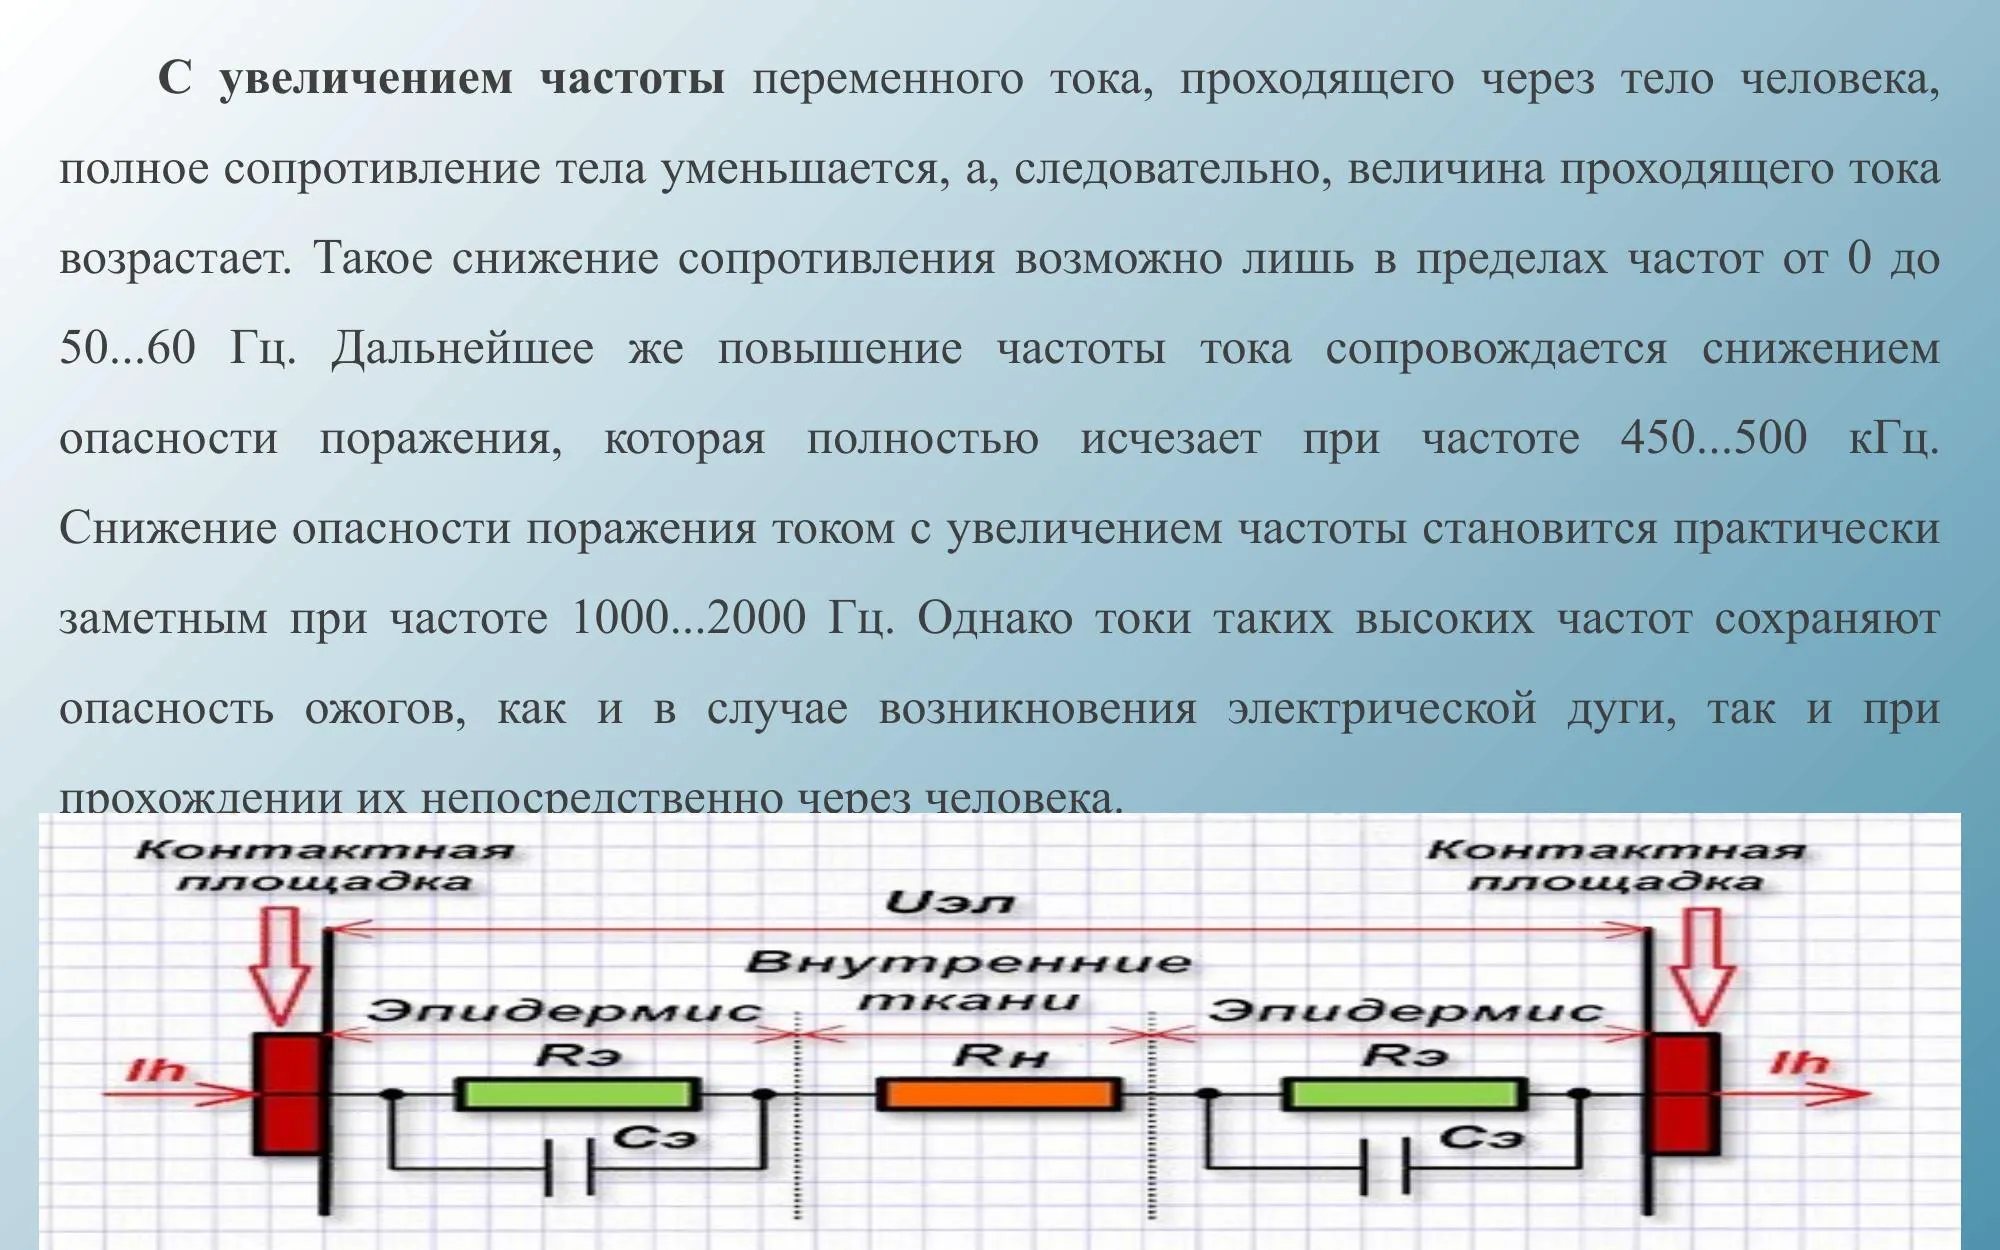 С увеличением частоты переменного тока, проходящего через тело человека,
полное сопротивление тела уменьшается, а, следовательно, величина проходящего тока
возрастает. Такое снижение сопротивления возможно лишь в пределах частот от 0 до
50...60 Гц. Дальнейшее же повышение частоты тока сопровождается снижением
опасности поражения, которая полностью исчезает при частоте 450...500 кГц.
Снижение опасности поражения током с увеличением частоты становится практически
заметным при частоте 1000...2000 Гц. Однако токи таких высоких частот сохраняют
опасность ожогов, как и в случае возникновения электрической дуги, так и при
прохождении их непосредственно через человека.
Контактная
площадка
Контактная
площадка
Uэл
Внутренние
ткани
Эпидермис
Эпидермис
Rэ
Rн
Rэ
Ih
Ih
Cэ
Cэ